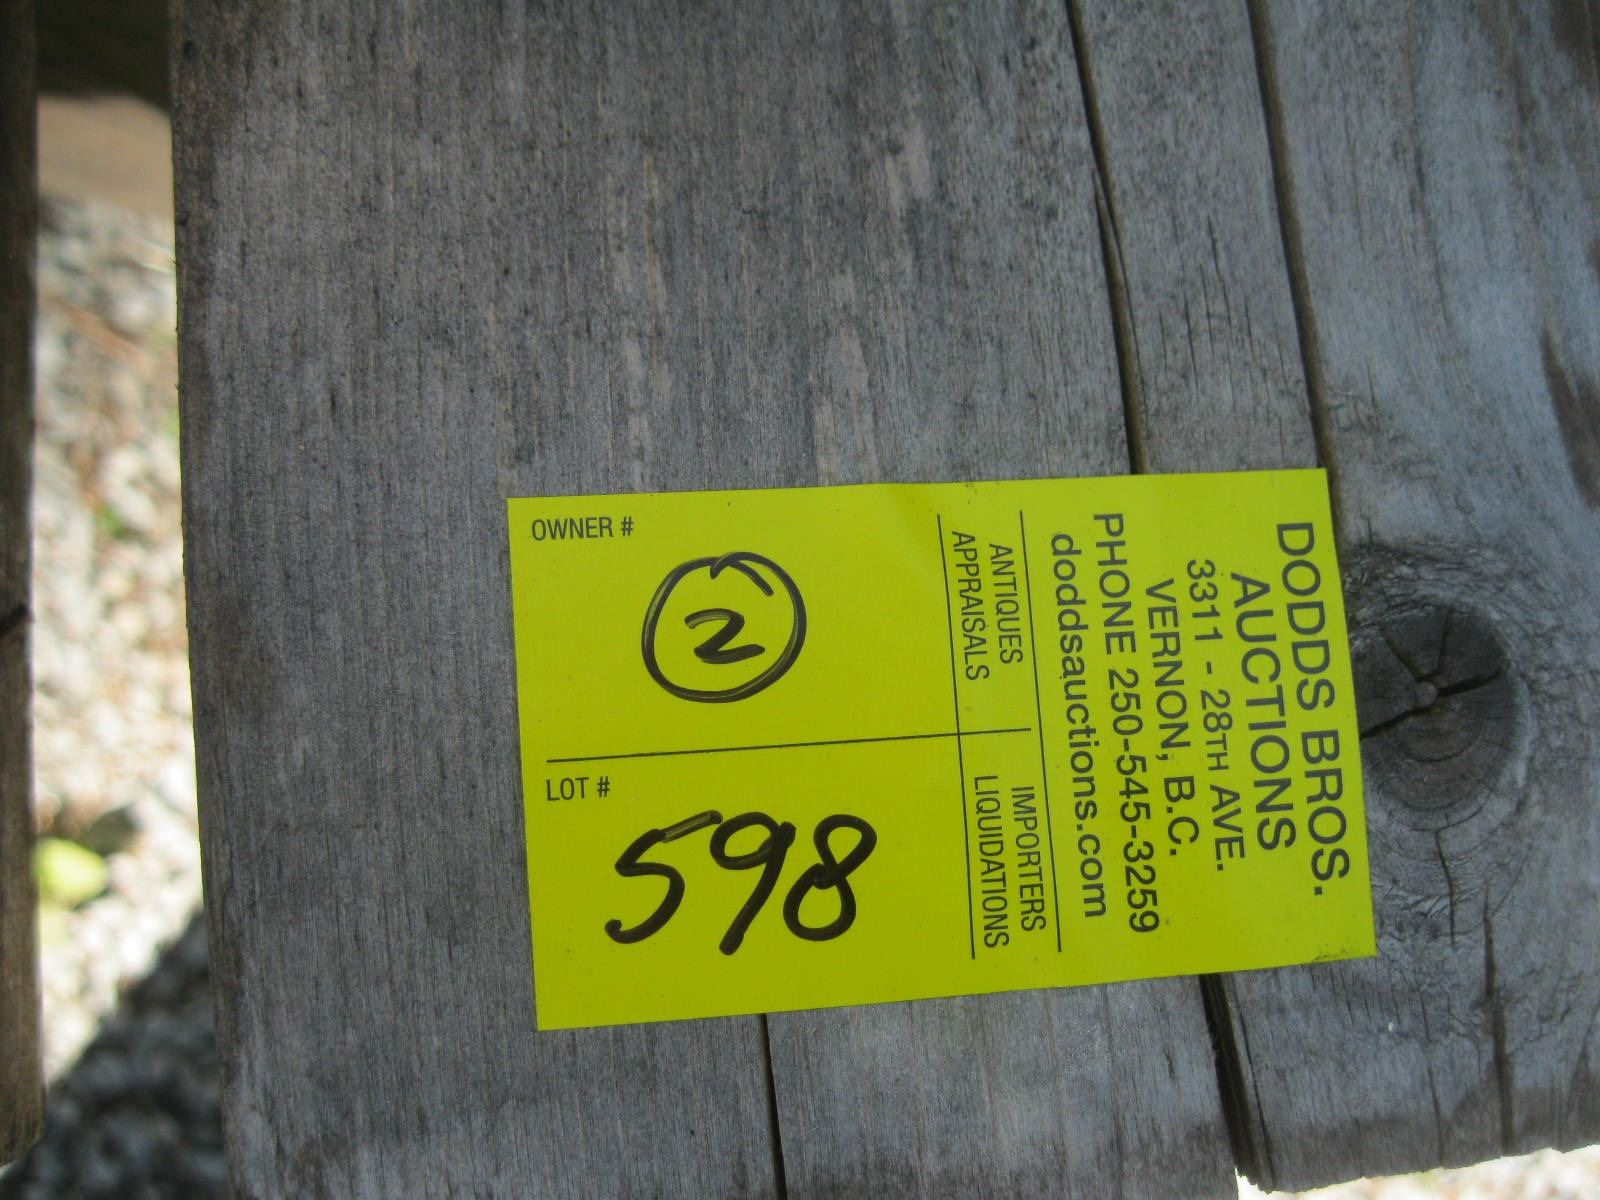 DODDS BROS.
AUCTIONS
3311 - 28TH AVE.
VERNON, B.C.
PHONE 250-545-3259
doddsauctions.com
ANTIQUES
APPRAISALS
IMPORTERS
LIQUIDATIONS
OWNER #
2
LOT #
598